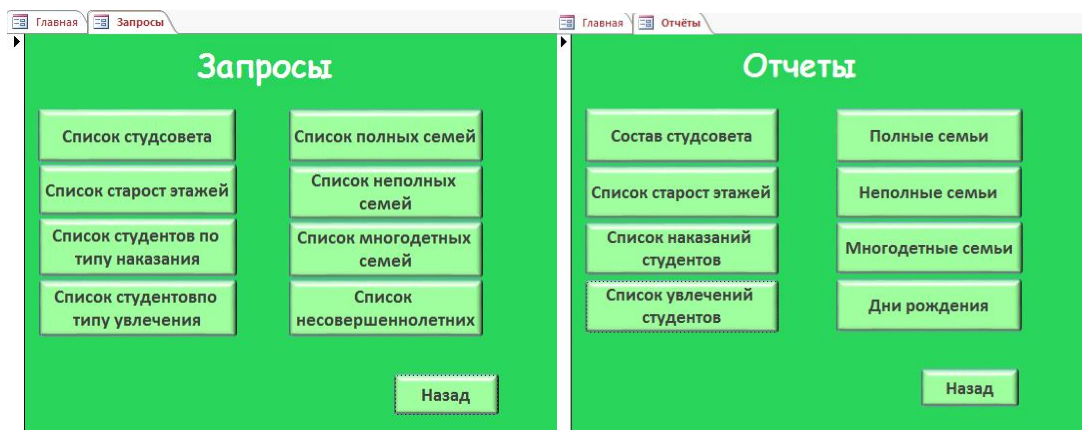 Главная Запросы
Запросы
Список студсовета
Список старост этажей
Список студентов по
типу наказания
Список студентовпо
типу увлечения
Список полных семей
Список неполных
семей
Список многодетных
семей
Список
несовершеннолетних
Назад
Главная Отчёты
Отчеты
Состав студсовета
Список старост этажей
Список наказаний
студентов
Список увлечений
студентов
Полные семьи
Неполные семьи
Многодетные семьи
Дни рождения
Назад